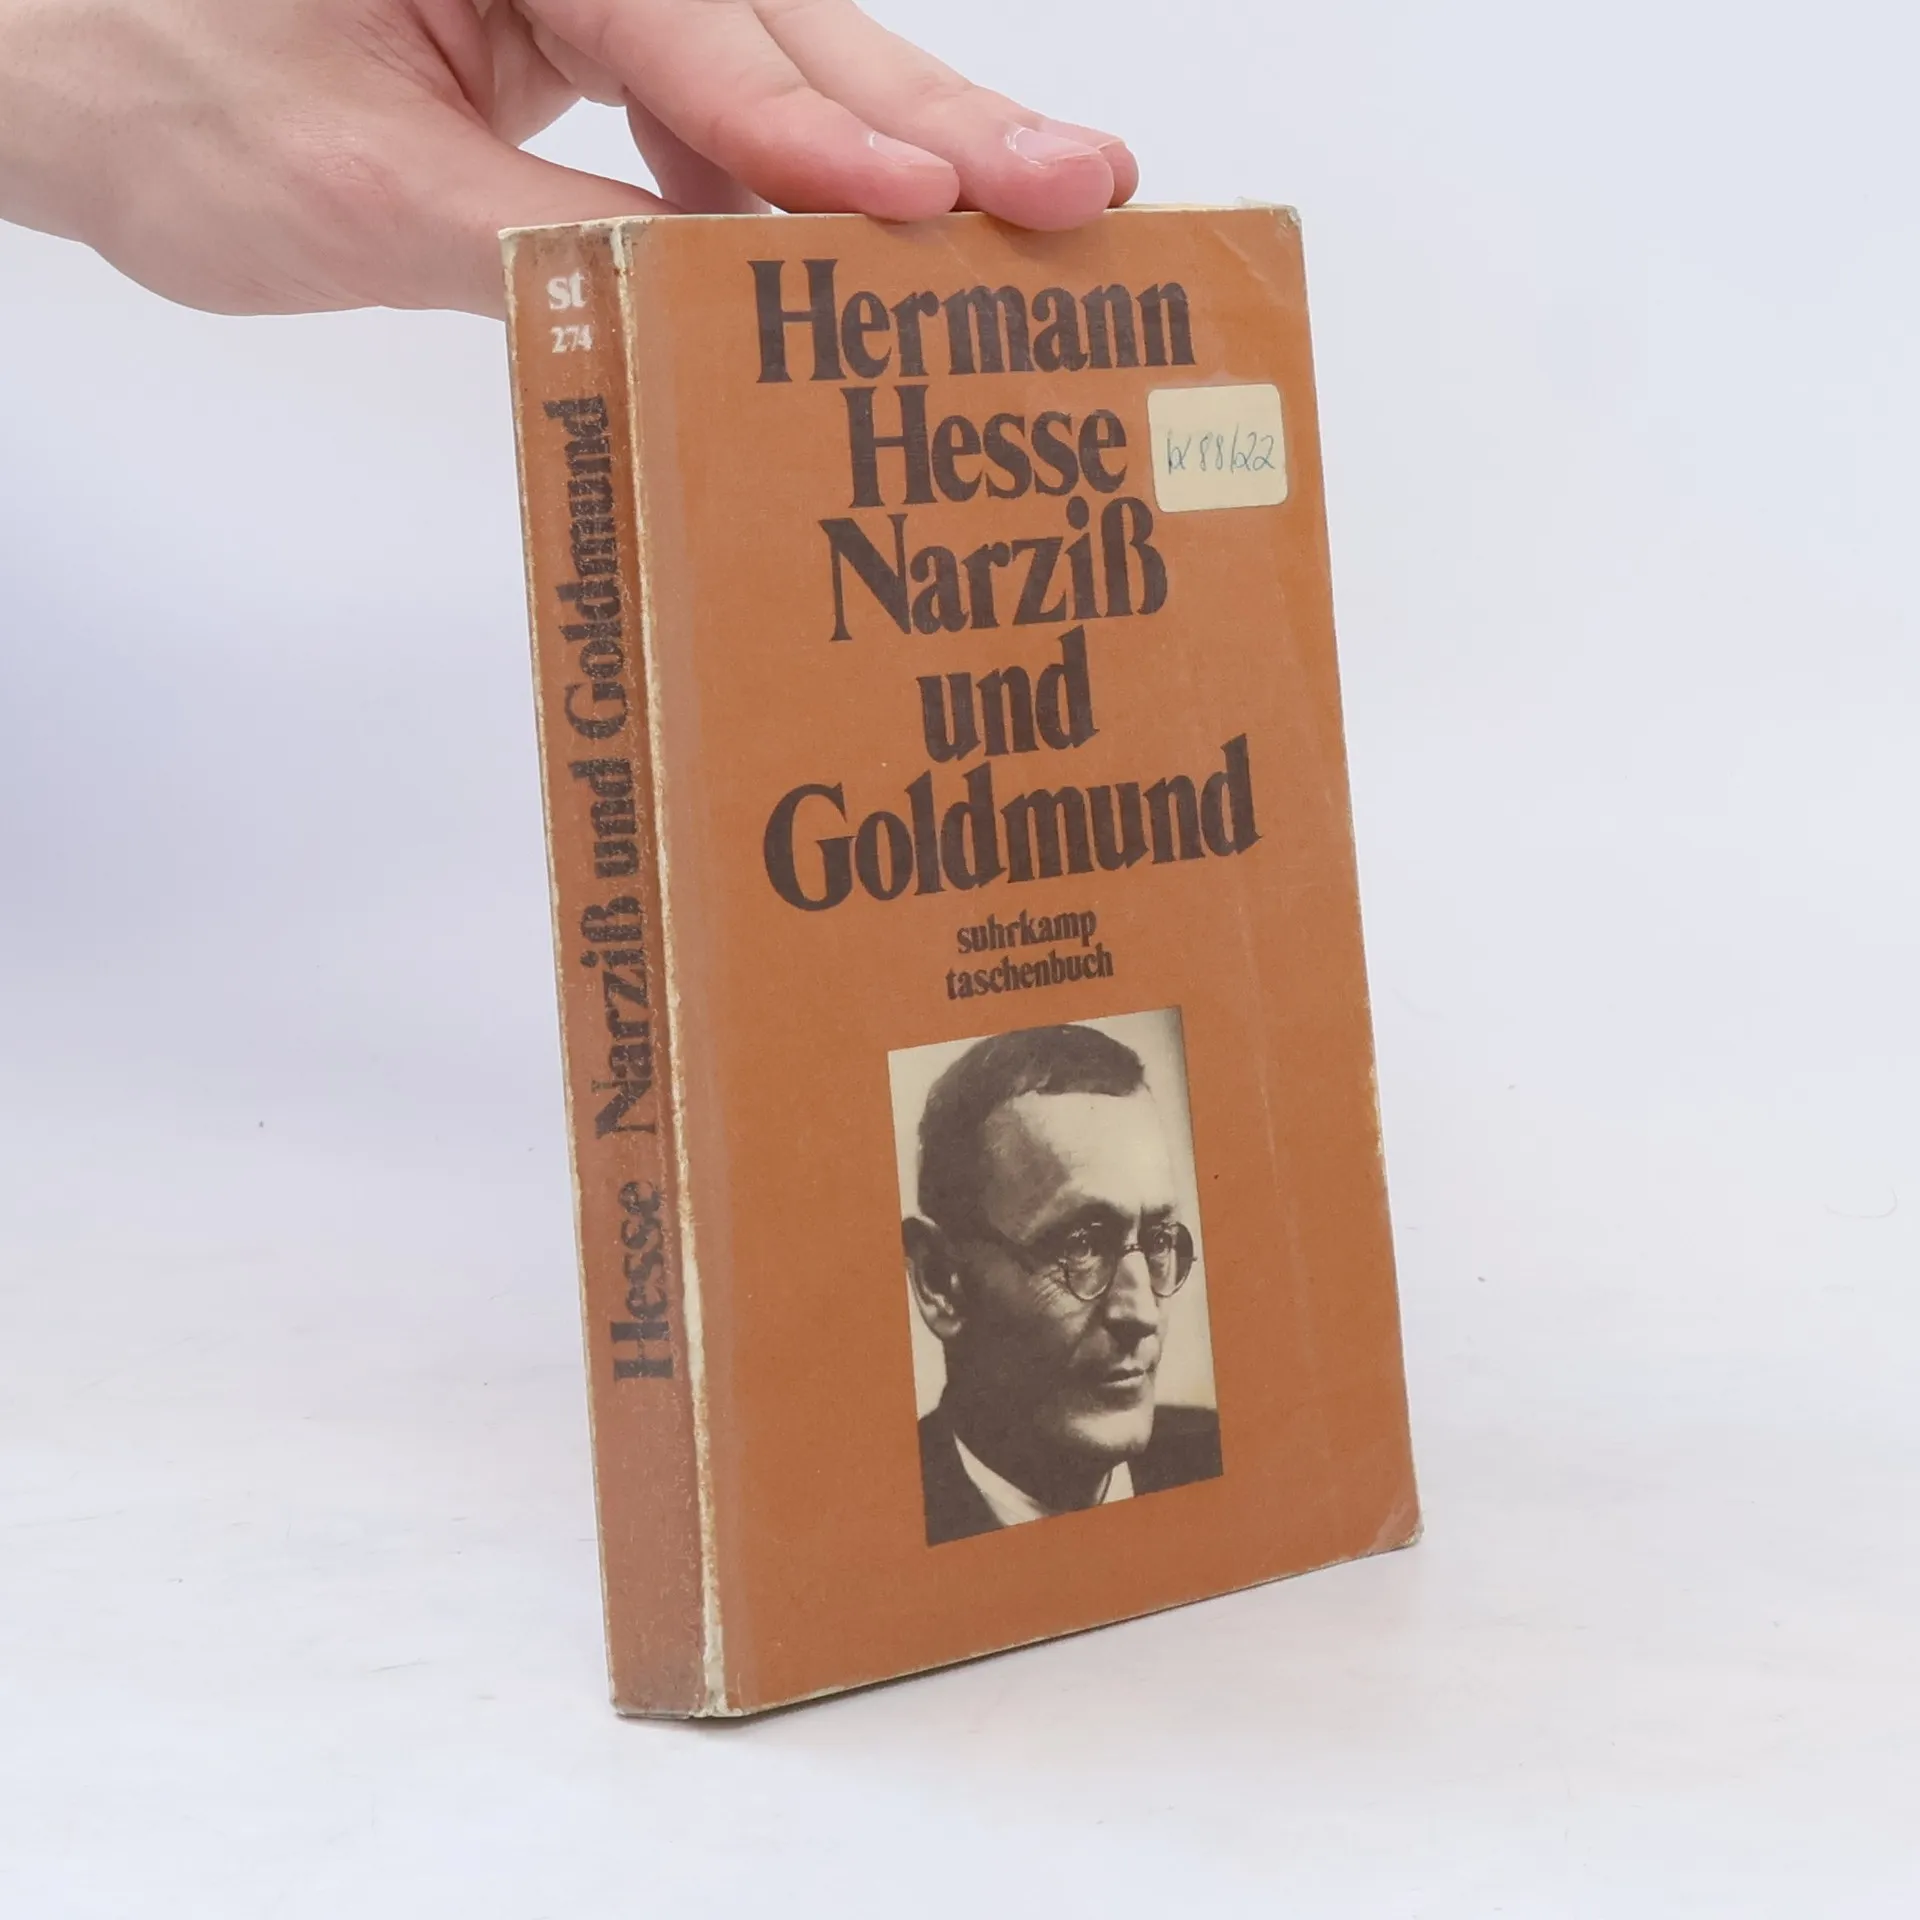 st
274
Hesse Narziß und Goldmund
Hermann
Hesse
Narziß
und
Goldmund
suhrkamp
taschenbuch